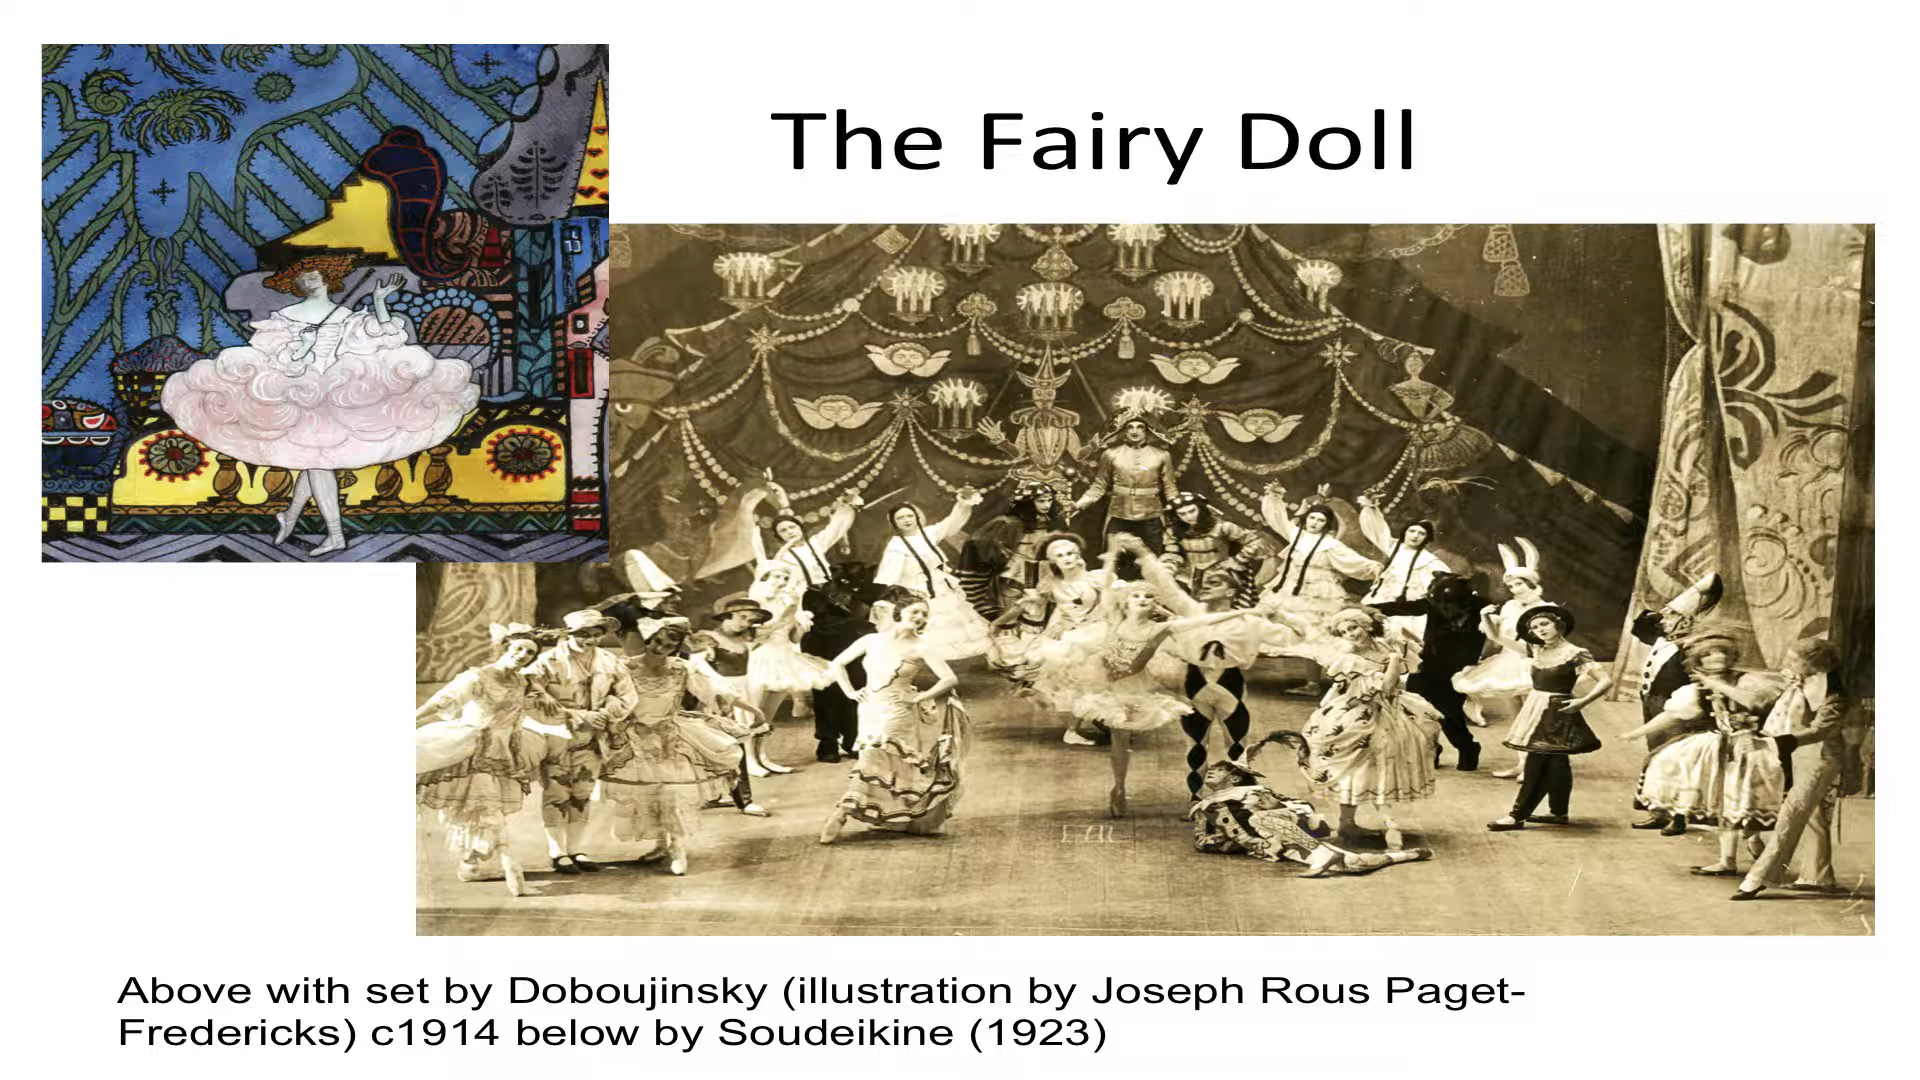 The Fairy Doll
Above with set by Doboujinsky (illustration by Joseph Rous Paget-
Fredericks) c1914 below by Soudeikine (1923)